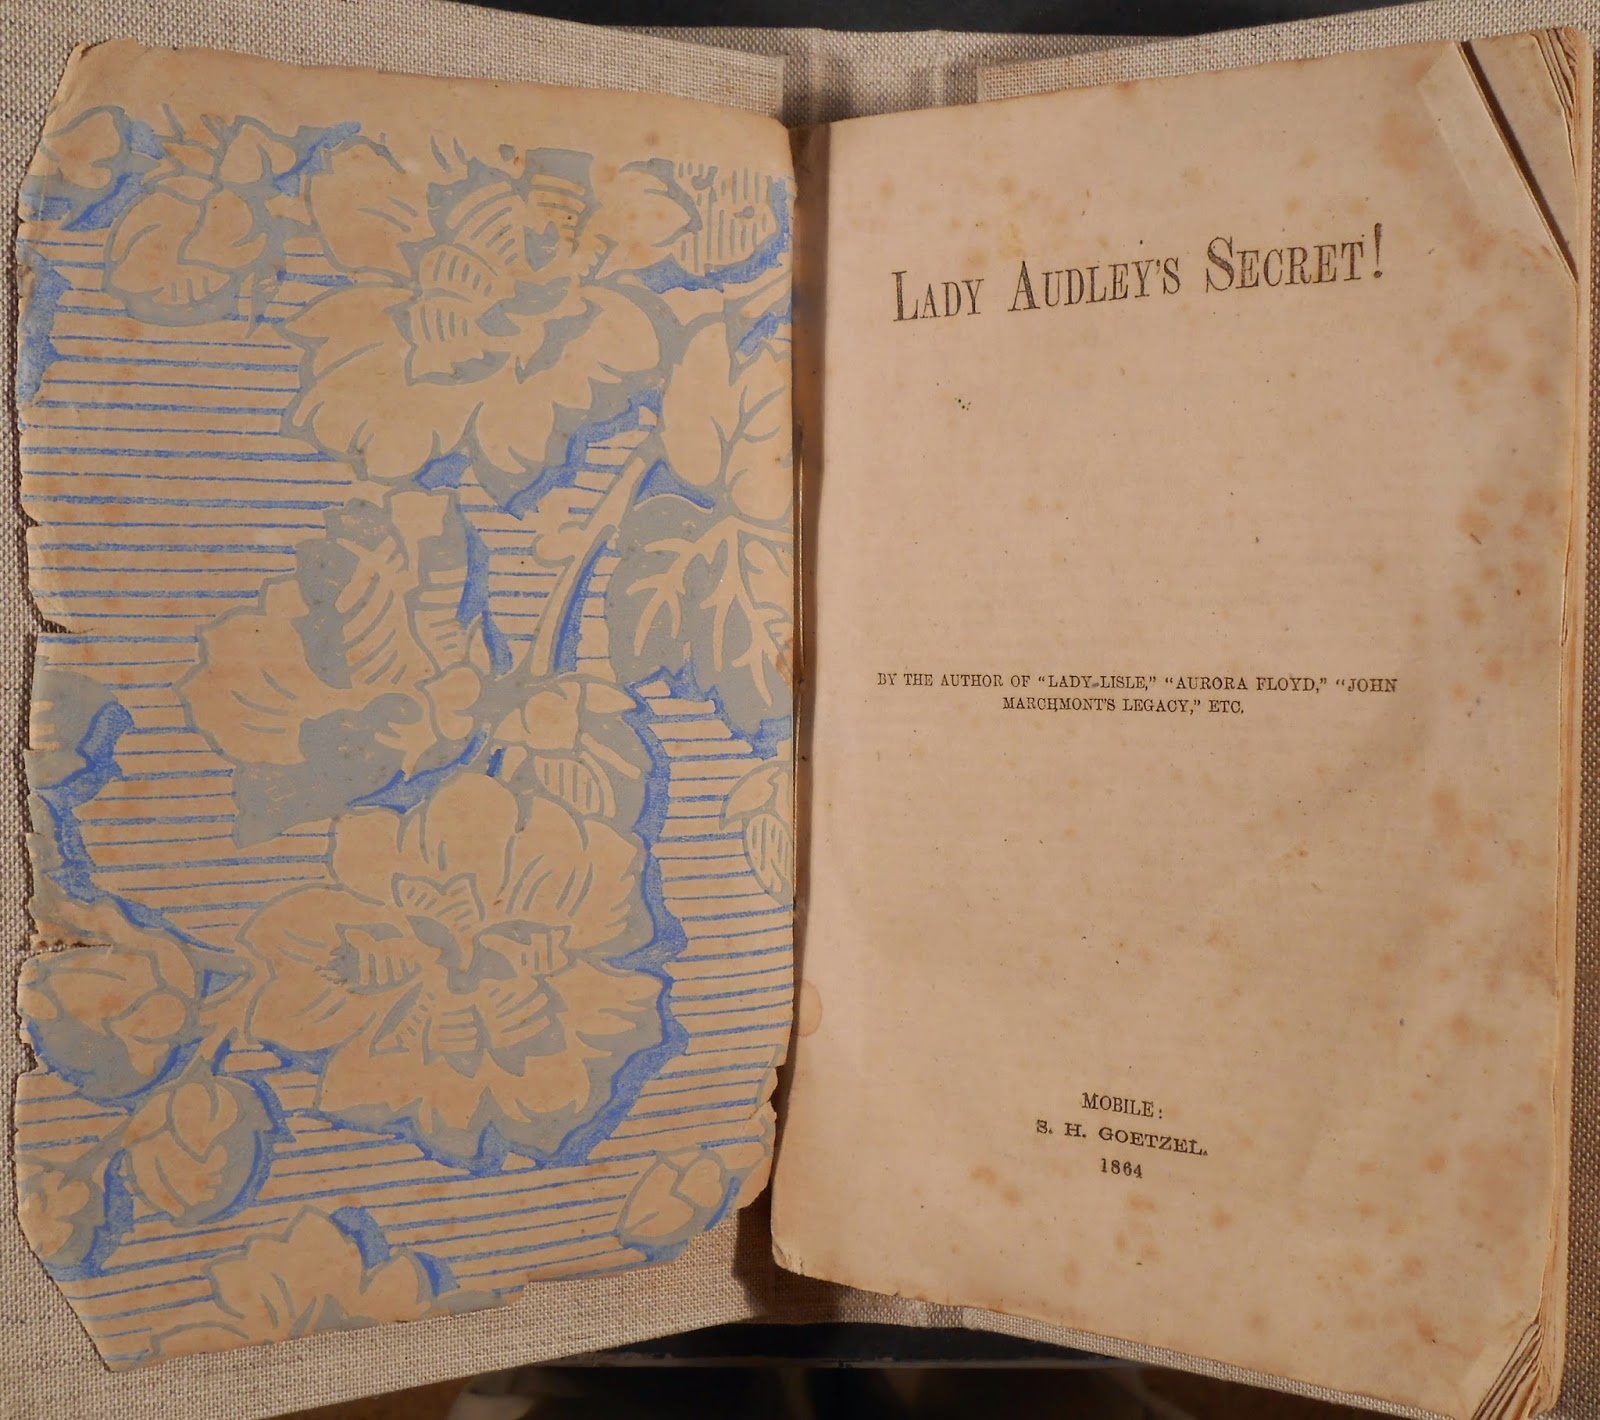 LADY AUDLEY'S SECRET!
BY THE AUTHOR OF "LADY LISLE," "AURORA FLOYD," "JOHN
MARCHMONT'S LEGACY," ETC.
MOBILE:
S. H. GOETZEL.
1864